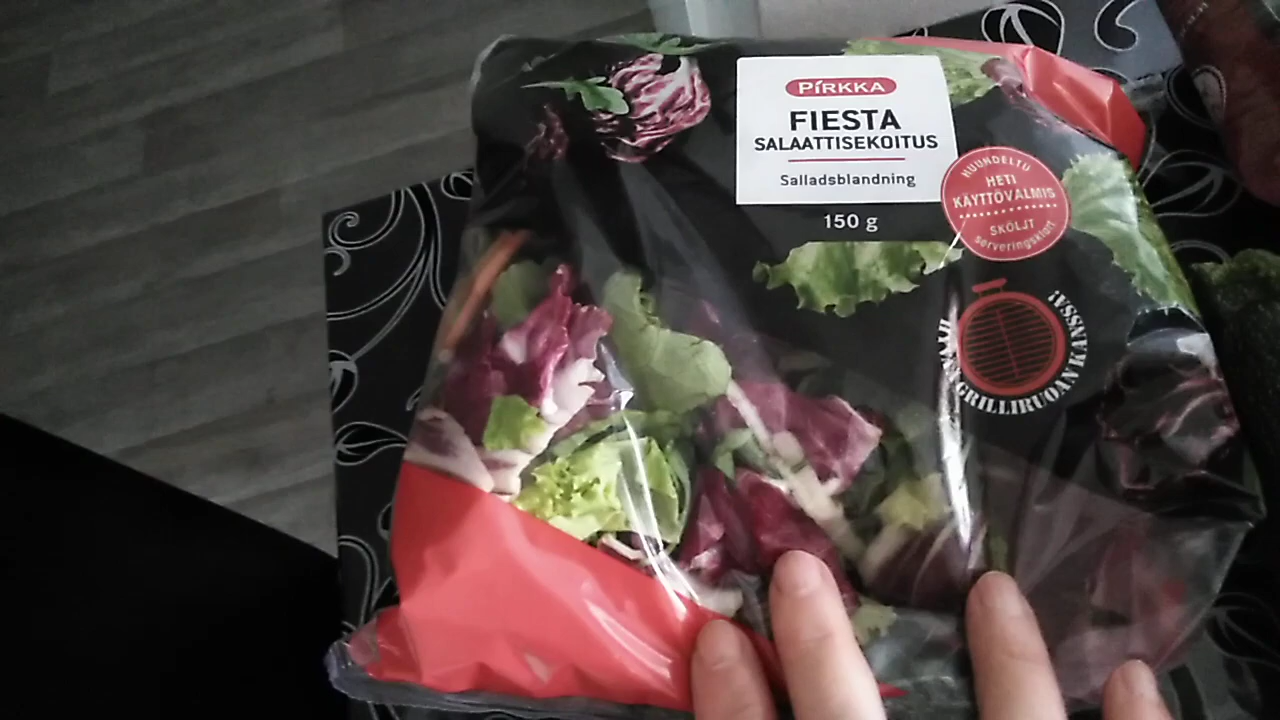 PIRKKA
FIESTA
SALAATTISEKOITUS
Salladsblandning
150 g
HUUHDELTU
HETI
KÄYTTÖVALMIS
SKÖLJT
serveringsklart
GRILLIRUOAN KANSSA!